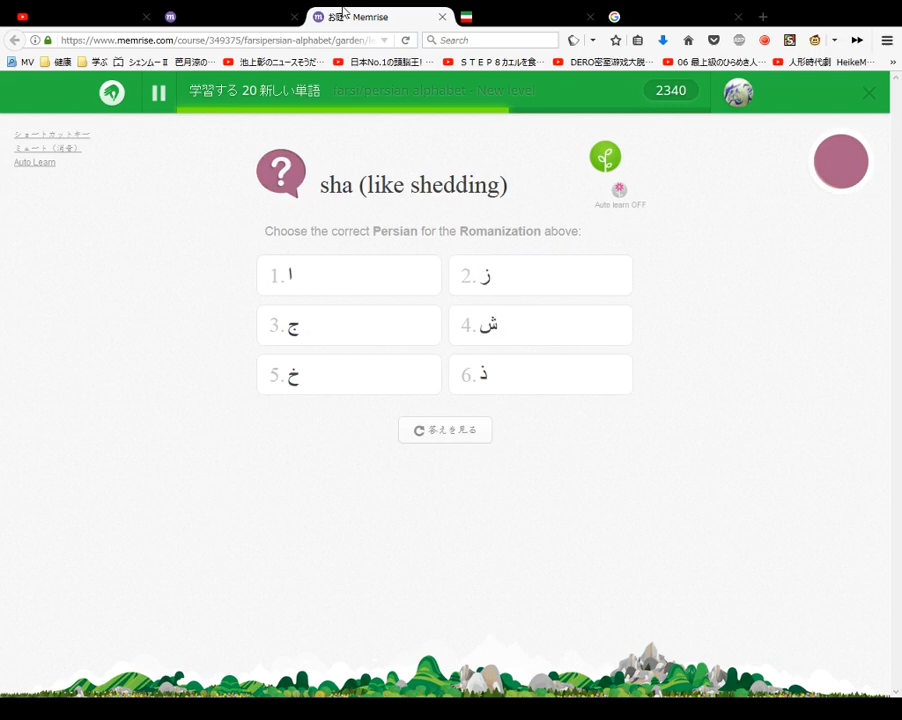 お庭 - Memrise
https://www.memrise.com/course/349375/farsipersian-alphabet/garden/le
Search
MV 健康 学ぶ シェンムーⅡ 芭月涼の… 池上彰のニュースそうだ… 日本No.1の頭脳王!… ＳＴＥＰ８カエルを食… DERO密室游戏大脱… 06 最上級のひらめき人… 人形時代劇 HeikeM…
学習する 20 新しい単語 farsi/persian alphabet - New level 2340
ショートカットキー
ミュート（消音）
Auto Learn
sha (like shedding)
Auto learn OFF
Choose the correct Persian for the Romanization above:
1. ا 2. ز
3. ج 4. ش
5. خ 6. ذ
答えを見る